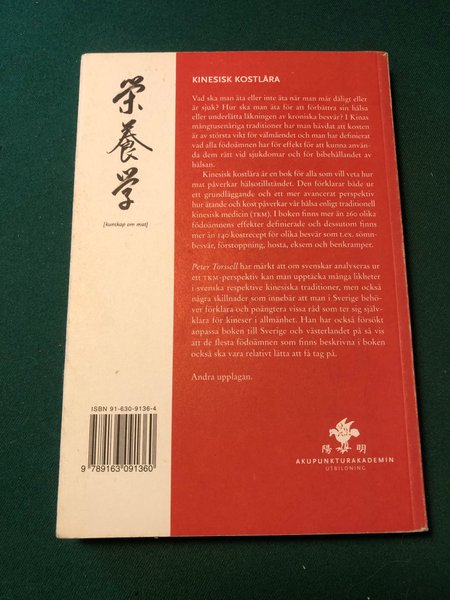 栄
養
学
[kunskap om mat]
KINESISK KOSTLÄRA
Vad ska man äta eller inte äta när man mår dåligt eller
är sjuk? Hur ska man äta för att förbättra sin hälsa
eller underlätta läkningen av kroniska besvär? I Kinas
mångtusenåriga traditioner har man hävdat att kosten
är av största vikt för välmåendet och man har definierat
vad alla födoämnen har för effekt för att kunna använda
dem rätt vid sjukdomar och för bibehållandet av
hälsan.
Kinesisk kostlära är en bok för alla som vill veta hur
mat påverkar hälsotillståndet. Den förklarar både ur
ett grundläggande och ett mer avancerat perspektiv
hur ätande och kost påverkar vår hälsa enligt traditionell
kinesisk medicin (TKM). I boken finns mer än 260 olika
födoämnens effekter definierade och dessutom finns
mer än 140 kostrecept för olika besvär som t.ex. sömn-
besvär, förstoppning, hosta, eksem och benkramper.
Peter Torssell har märkt att om svenskar analyseras ur
ett TKM-perspektiv kan man upptäcka många likheter
i svenska respektive kinesiska traditioner, men också
några skillnader som innebär att man i Sverige behö-
ver förklara och poängtera vissa råd som ter sig själv-
klara för kineser i allmänhet. Han har också försökt
anpassa boken till Sverige och västerlandet på så vis
att de flesta födoämnen som finns beskrivna i boken
också ska vara relativt lätta att få tag på.
Andra upplagan.
ISBN 91-630-9136-4
9 789163 091360
陽 明
AKUPUNKTURAKADEMIN
UTBILDNING